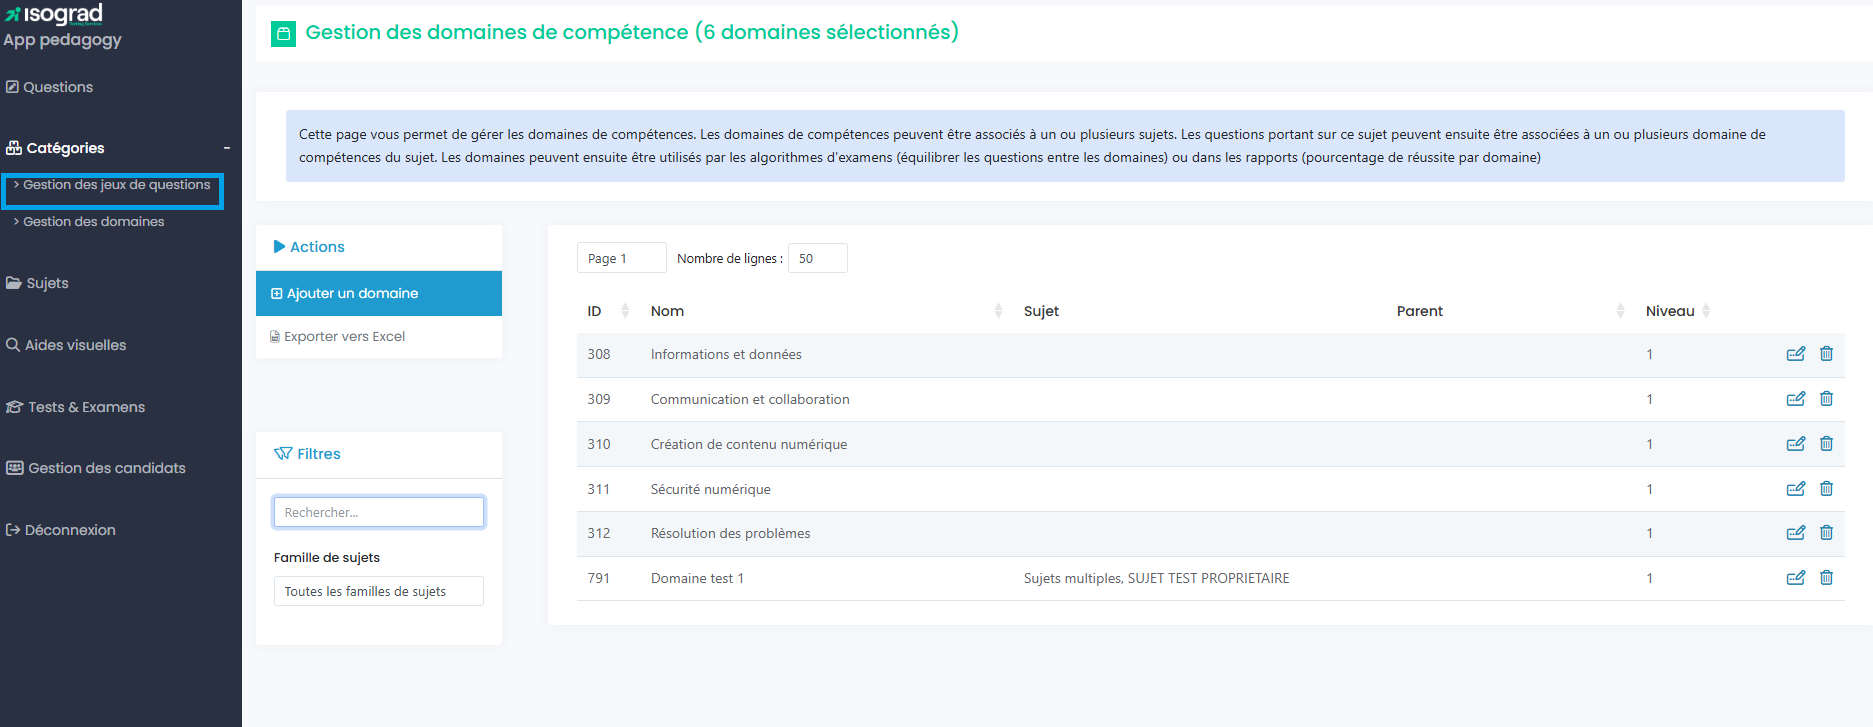 isograd
Testing Services
App pedagogy
Questions
Catégories
-
> Gestion des jeux de questions
> Gestion des domaines
Sujets
Aides visuelles
Tests & Examens
Gestion des candidats
Déconnexion
Gestion des domaines de compétence (6 domaines sélectionnés)
Cette page vous permet de gérer les domaines de compétences. Les domaines de compétences peuvent être associés à un ou plusieurs sujets. Les questions portant sur ce sujet peuvent ensuite être associées à un ou plusieurs domaine de
compétences du sujet. Les domaines peuvent ensuite être utilisés par les algorithmes d'examens (équilibrer les questions entre les domaines) ou dans les rapports (pourcentage de réussite par domaine)
Actions
Ajouter un domaine
Exporter vers Excel
Filtres
Rechercher...
Famille de sujets
Toutes les familles de sujets
Page 1 Nombre de lignes : 50
ID Nom Sujet Parent Niveau
308 Informations et données 1
309 Communication et collaboration 1
310 Création de contenu numérique 1
311 Sécurité numérique 1
312 Résolution des problèmes 1
791 Domaine test 1 Sujets multiples, SUJET TEST PROPRIETAIRE 1